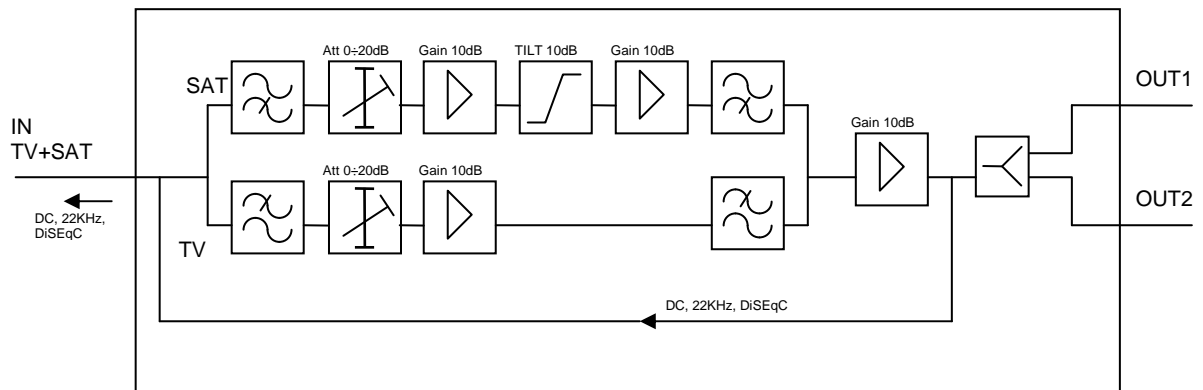 Att 0÷20dB
Gain 10dB
TILT 10dB
Gain 10dB
SAT
OUT1
IN
TV+SAT
Gain 10dB
Att 0÷20dB
Gain 10dB
DC, 22KHz,
DiSEqC
TV
OUT2
DC, 22KHz, DiSEqC